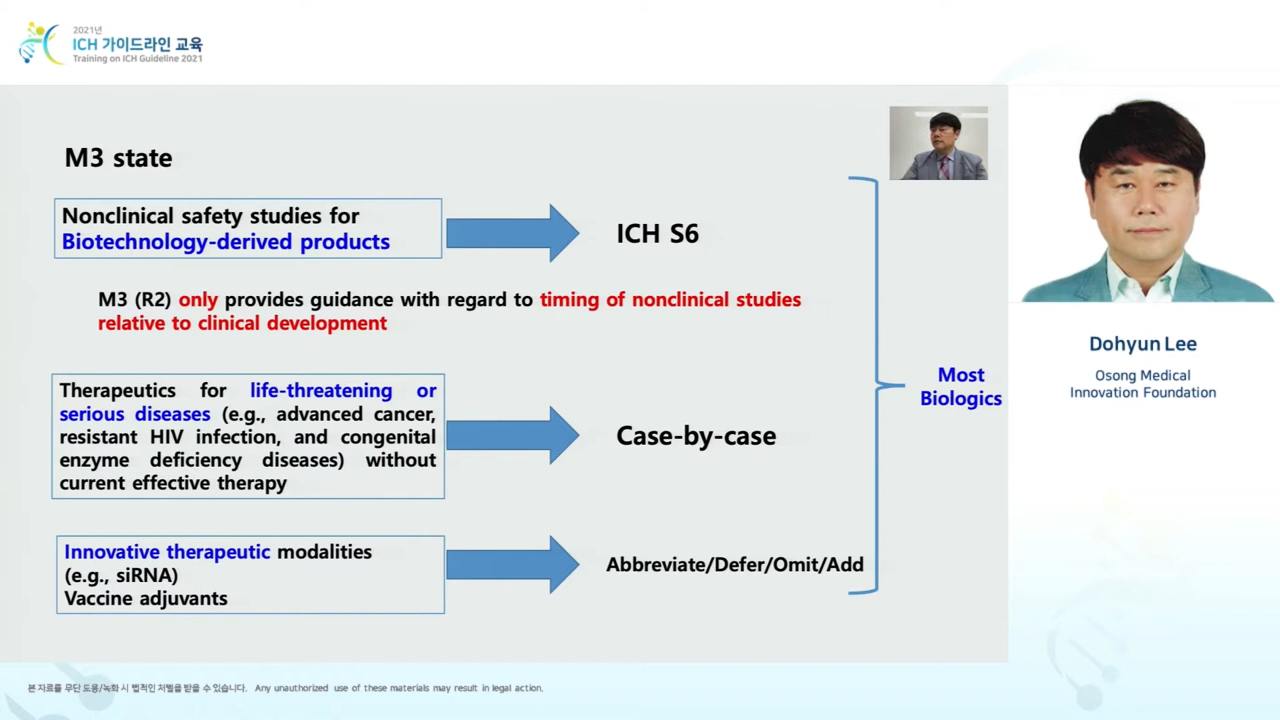 2021년
ICH 가이드라인 교육
Training on ICH Guideline 2021
M3 state
Nonclinical safety studies for
Biotechnology-derived products
ICH S6
M3 (R2) only provides guidance with regard to timing of nonclinical studies
relative to clinical development
Therapeutics for life-threatening or
serious diseases (e.g., advanced cancer,
resistant HIV infection, and congenital
enzyme deficiency diseases) without
current effective therapy
Case-by-case
Innovative therapeutic modalities
(e.g., siRNA)
Vaccine adjuvants
Abbreviate/Defer/Omit/Add
Most
Biologics
Dohyun Lee
Osong Medical
Innovation Foundation
본 자료를 무단 도용/녹화 시 법적인 처벌을 받을 수 있습니다. Any unauthorized use of these materials may result in legal action.